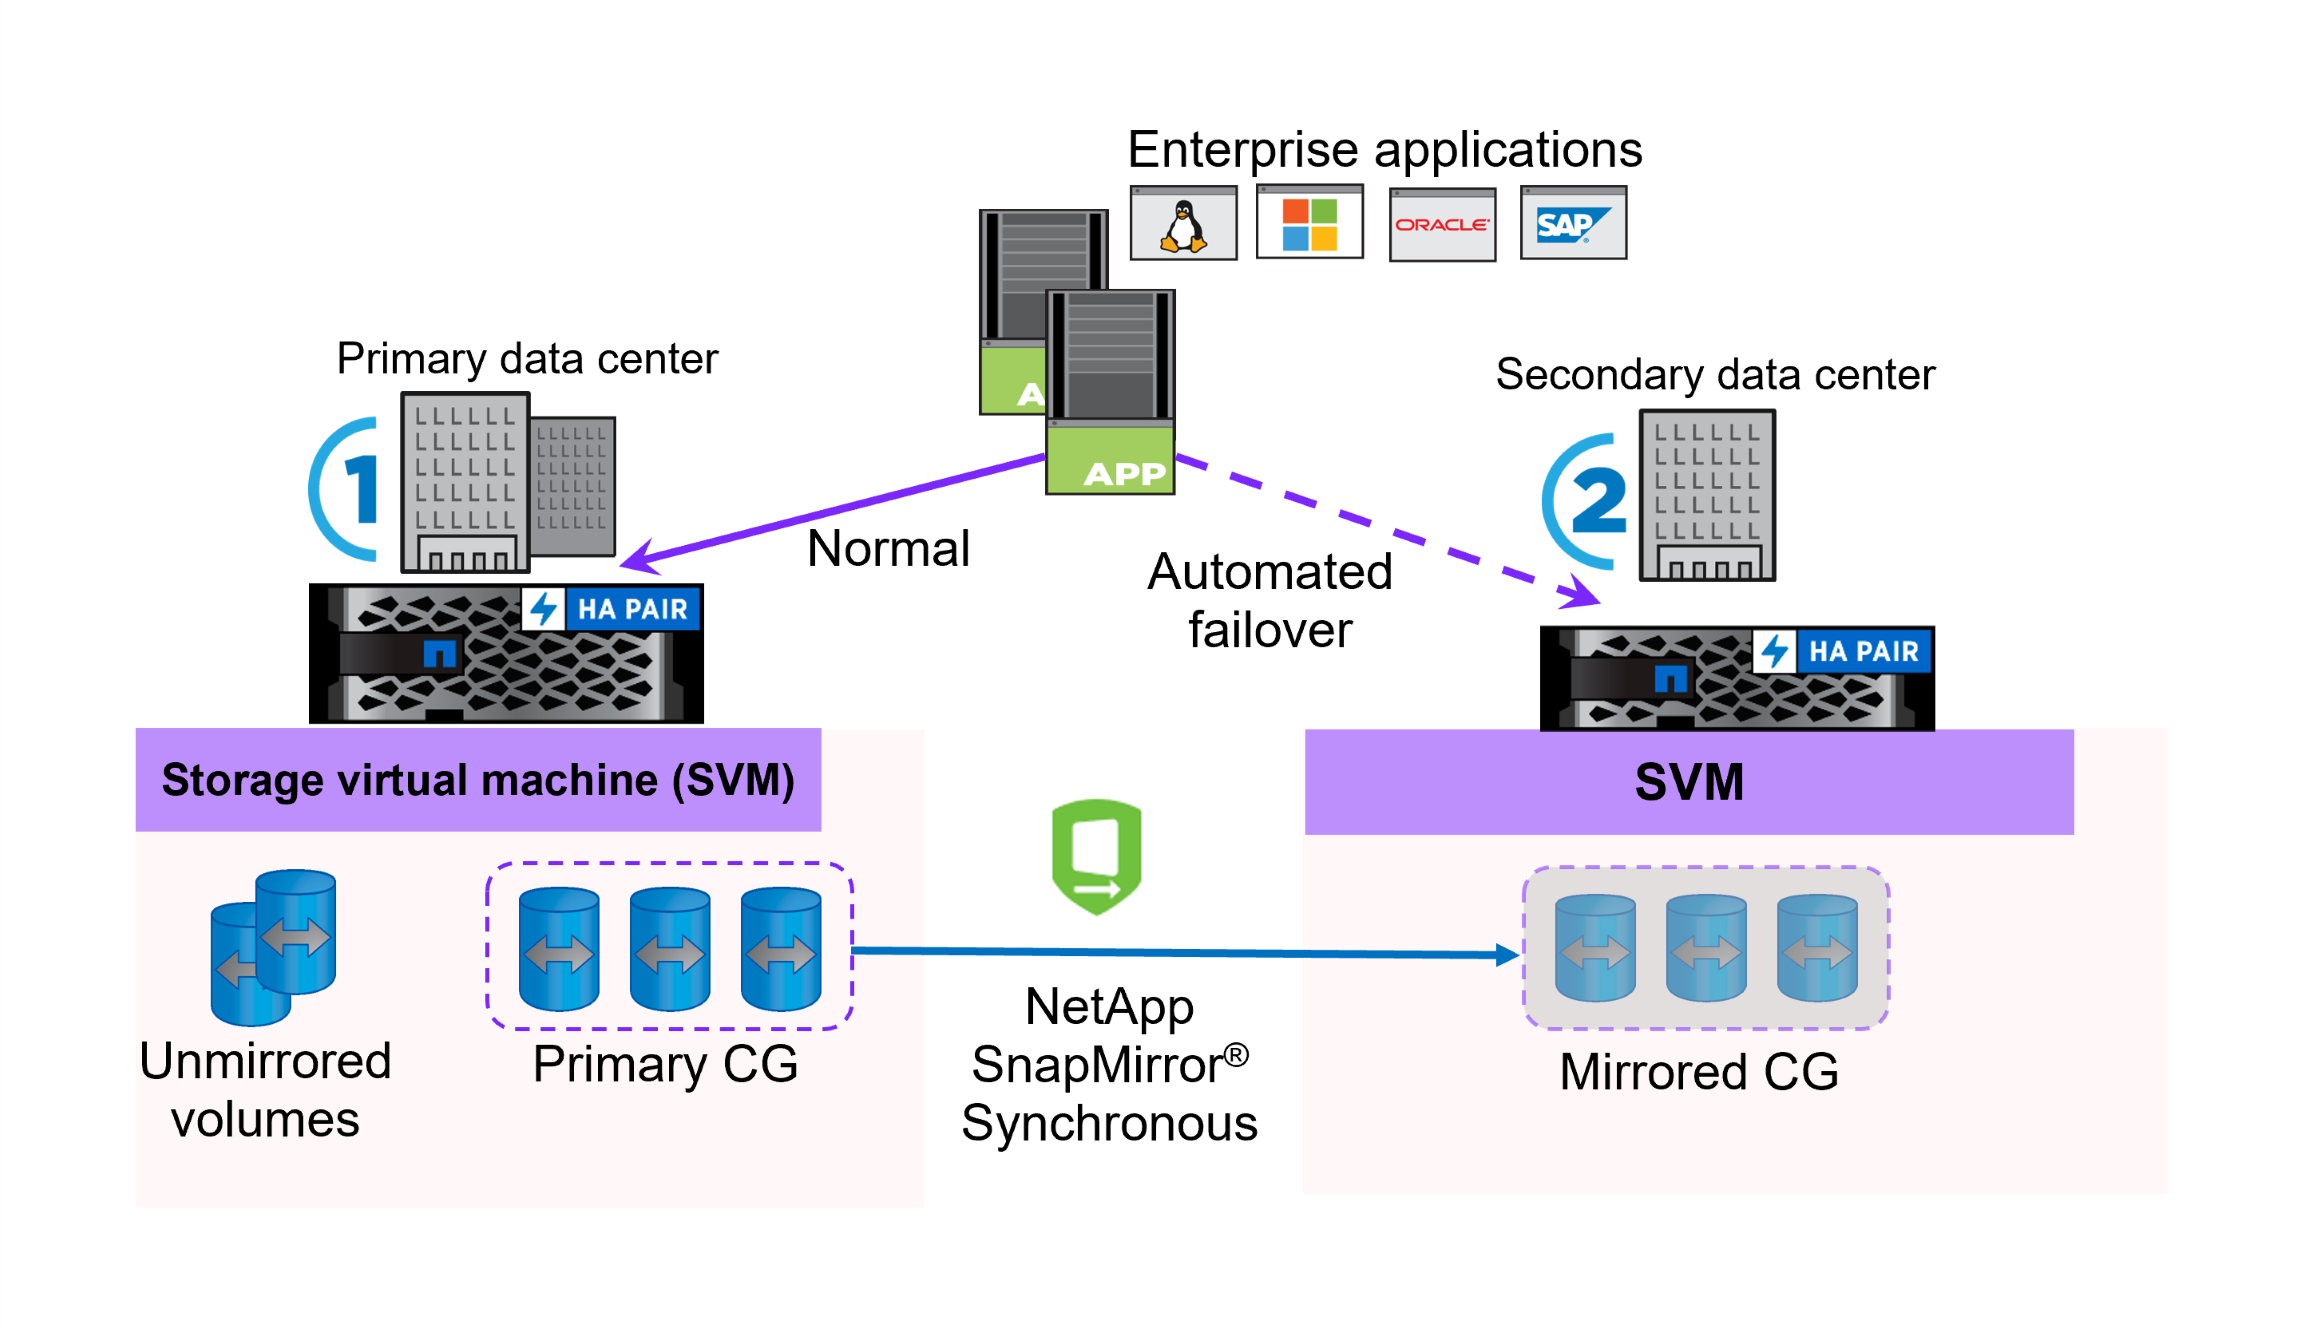 Enterprise applications
ORACLE
SAP
A
APP
Primary data center
1
Secondary data center
2
Normal
Automated
failover
HA PAIR
HA PAIR
Storage virtual machine (SVM)
SVM
Unmirrored
volumes
Primary CG
NetApp
SnapMirror®
Synchronous
Mirrored CG